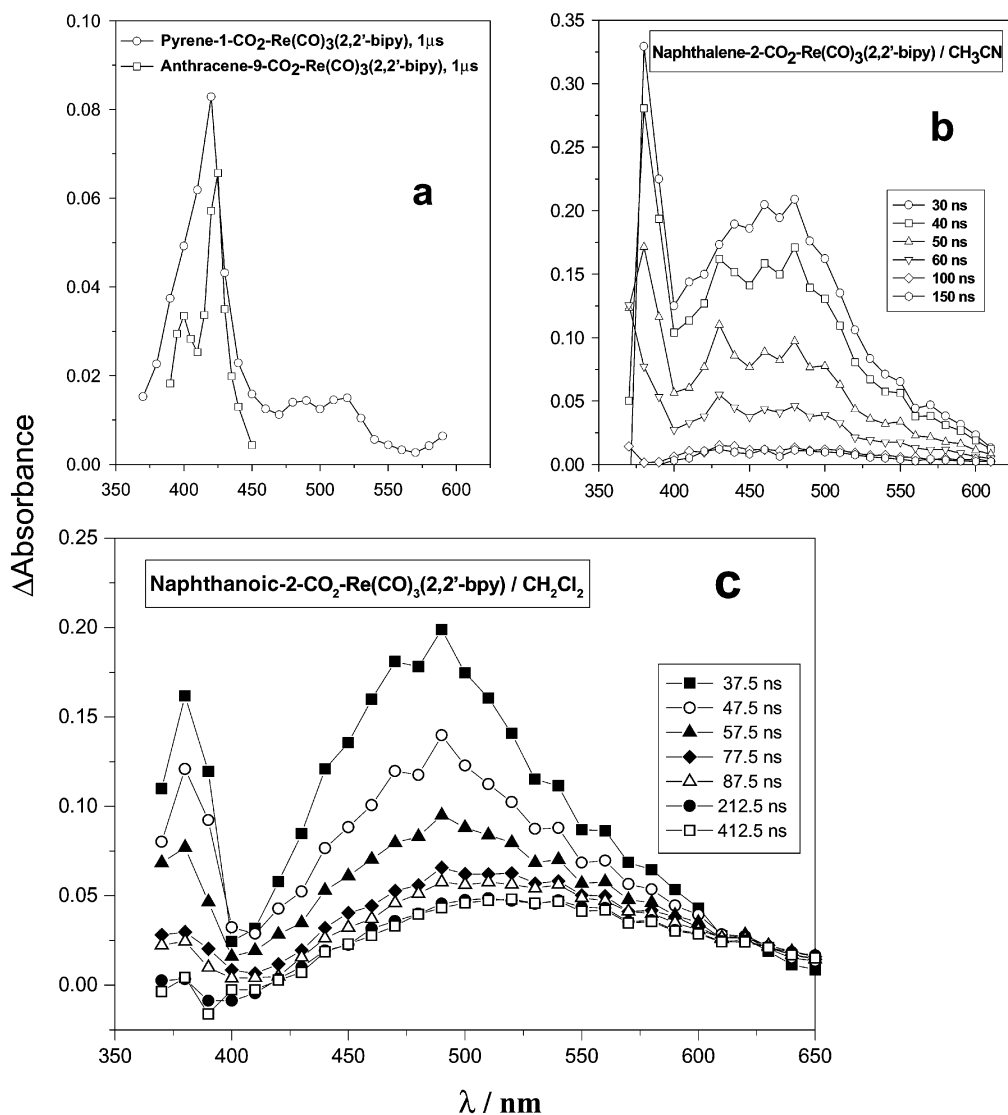 0.10
0.08
0.06
0.04
0.02
0.00
350 400 450 500 550 600
Pyrene-1-CO2-Re(CO)3(2,2'-bipy), 1μs
Anthracene-9-CO2-Re(CO)3(2,2'-bipy), 1μs
a
0.35
0.30
0.25
0.20
0.15
0.10
0.05
0.00
350 400 450 500 550 600
Naphthalene-2-CO2-Re(CO)3(2,2'-bipy) / CH3CN
b
30 ns
40 ns
50 ns
60 ns
100 ns
150 ns
ΔAbsorbance
0.25
0.20
0.15
0.10
0.05
0.00
350 400 450 500 550 600 650
Naphthanoic-2-CO2-Re(CO)3(2,2'-bpy) / CH2Cl2
c
37.5 ns
47.5 ns
57.5 ns
77.5 ns
87.5 ns
212.5 ns
412.5 ns
λ / nm